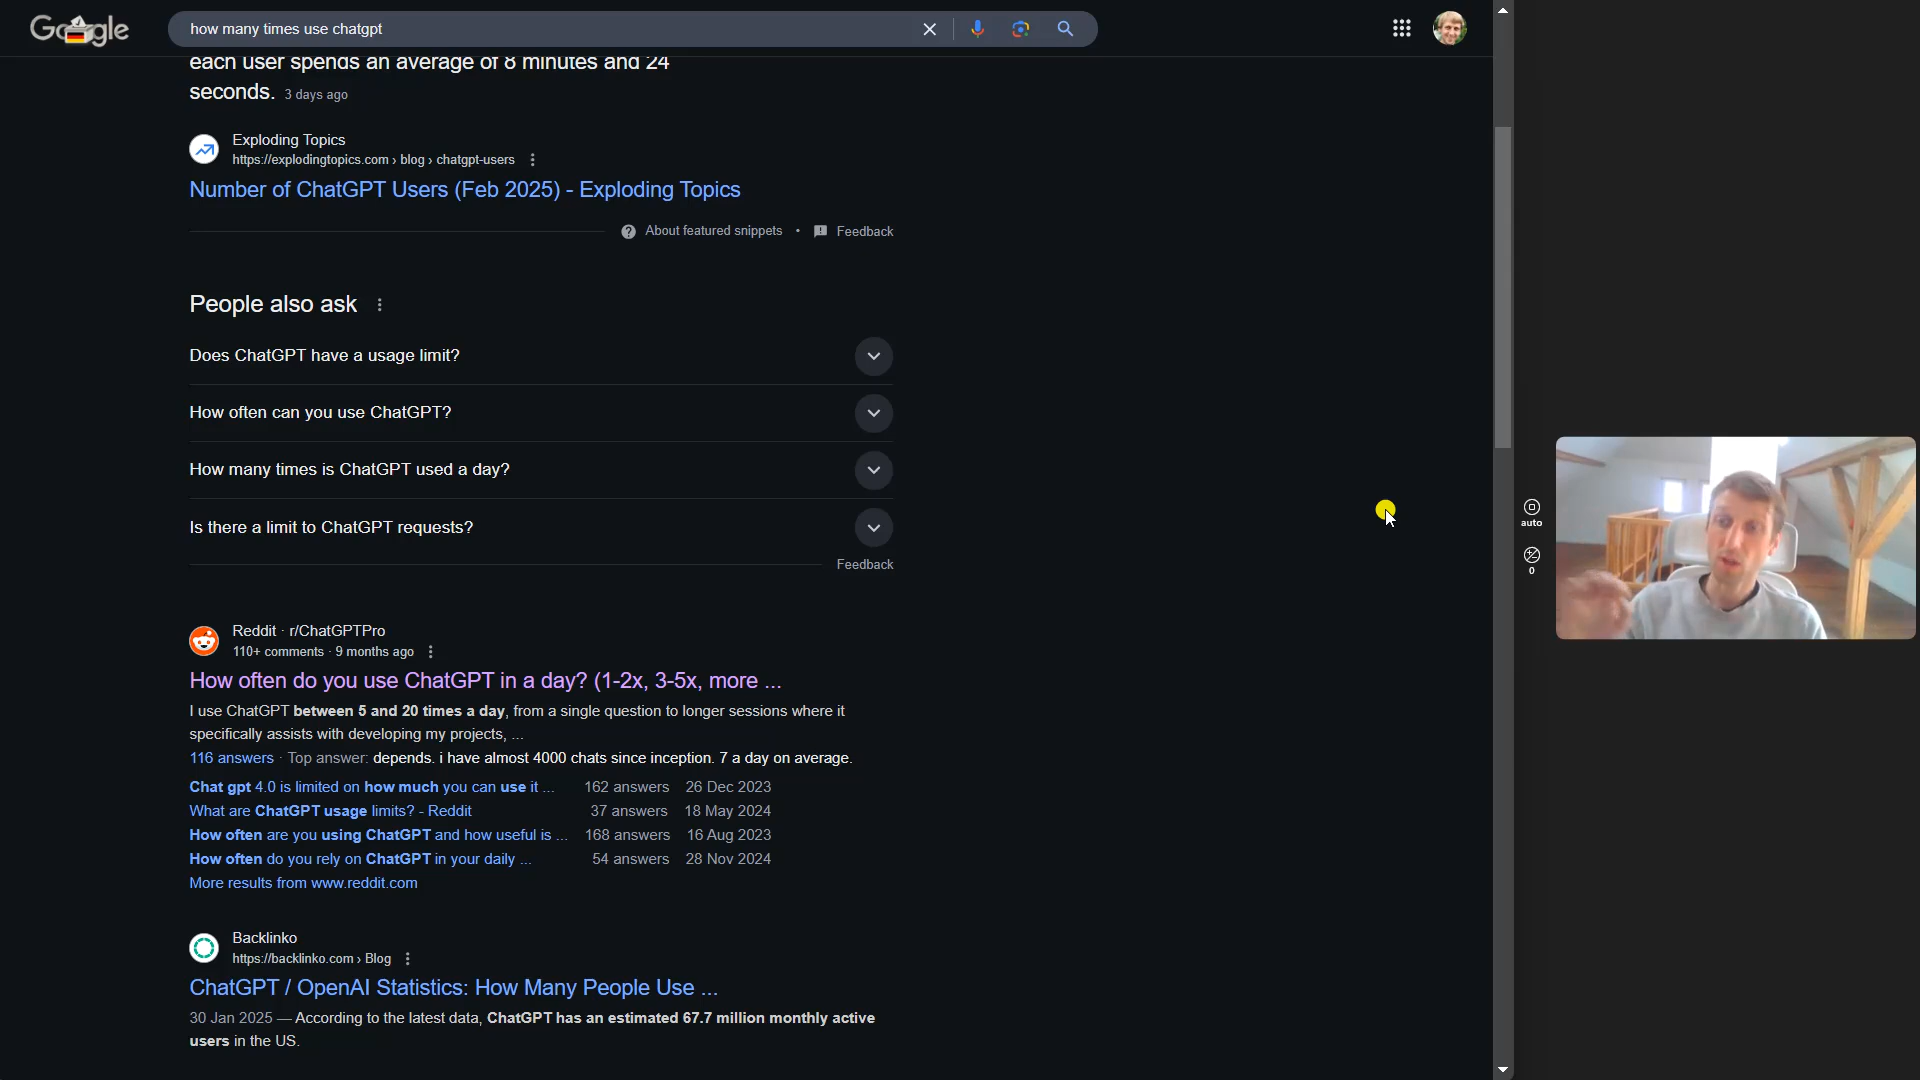 Google
how many times use chatgpt
each user spends an average of 8 minutes and 24
seconds. 3 days ago
Exploding Topics
https://explodingtopics.com › blog › chatgpt-users
Number of ChatGPT Users (Feb 2025) - Exploding Topics
About featured snippets • Feedback
People also ask
Does ChatGPT have a usage limit?
How often can you use ChatGPT?
How many times is ChatGPT used a day?
Is there a limit to ChatGPT requests?
Feedback
auto
0
Reddit · r/ChatGPTPro
110+ comments · 9 months ago
How often do you use ChatGPT in a day? (1-2x, 3-5x, more ...
I use ChatGPT between 5 and 20 times a day, from a single question to longer sessions where it
specifically assists with developing my projects, ...
116 answers · Top answer: depends. i have almost 4000 chats since inception. 7 a day on average.
Chat gpt 4.0 is limited on how much you can use it ... 162 answers 26 Dec 2023
What are ChatGPT usage limits? - Reddit 37 answers 18 May 2024
How often are you using ChatGPT and how useful is ... 168 answers 16 Aug 2023
How often do you rely on ChatGPT in your daily ... 54 answers 28 Nov 2024
More results from www.reddit.com
Backlinko
https://backlinko.com › Blog
ChatGPT / OpenAI Statistics: How Many People Use ...
30 Jan 2025 — According to the latest data, ChatGPT has an estimated 67.7 million monthly active
users in the US.